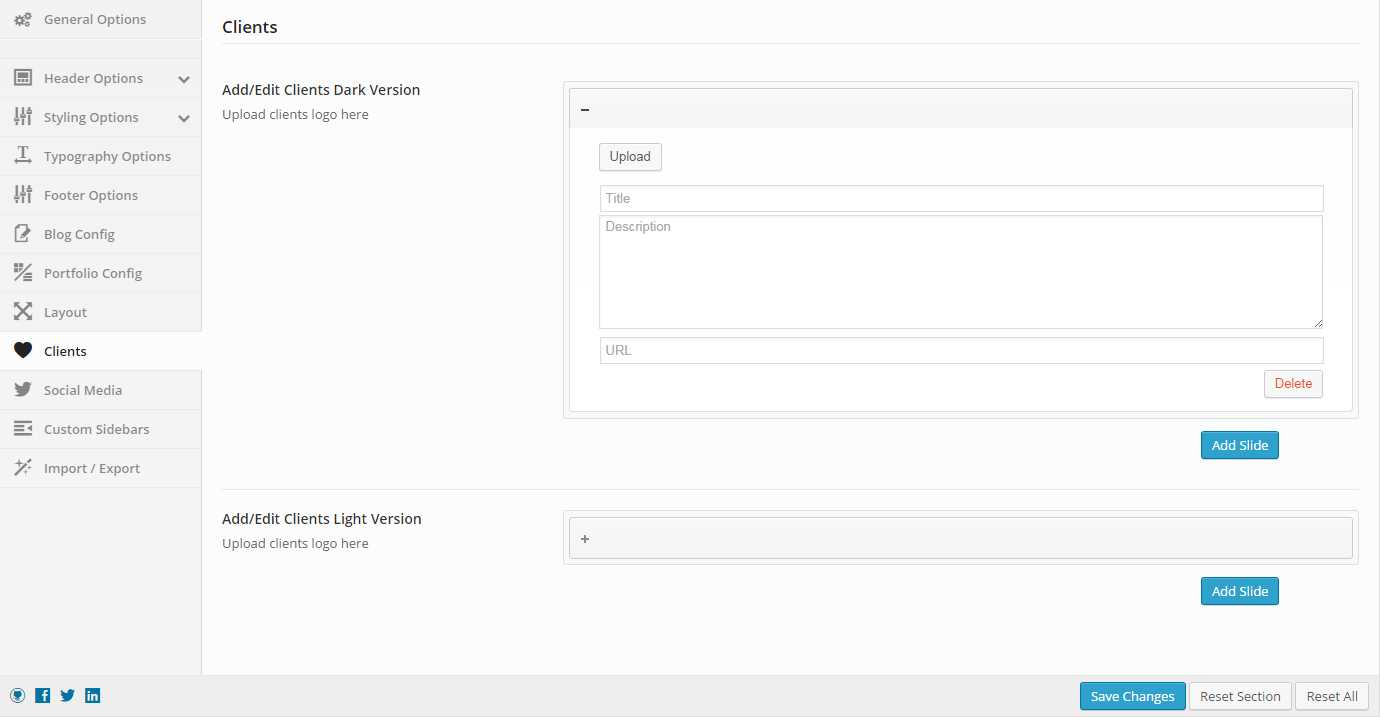 General Options
Header Options
Styling Options
Typography Options
Footer Options
Blog Config
Portfolio Config
Layout
Clients
Social Media
Custom Sidebars
Import / Export
Clients
Add/Edit Clients Dark Version
Upload clients logo here
Upload
Title
Description
URL
Delete
Add Slide
Add/Edit Clients Light Version
Upload clients logo here
Add Slide
Save Changes
Reset Section
Reset All